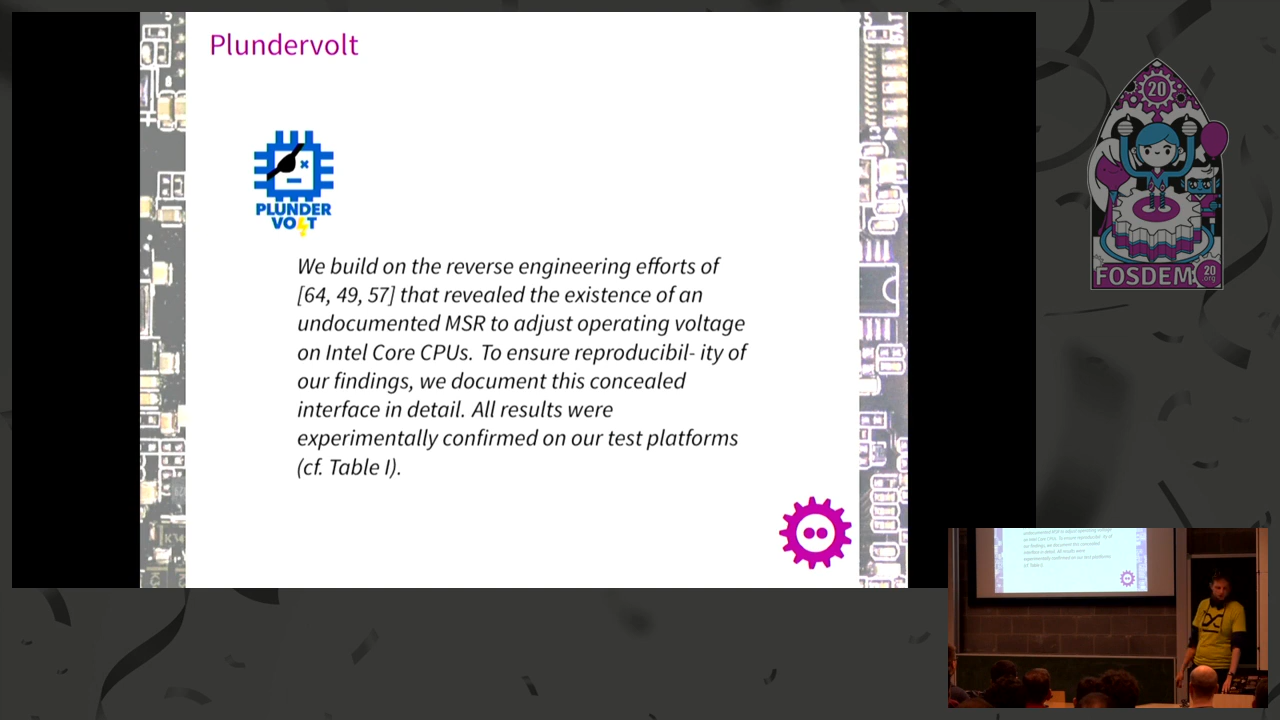 Plundervolt
PLUNDER
VOLT
We build on the reverse engineering efforts of
[64, 49, 57] that revealed the existence of an
undocumented MSR to adjust operating voltage
on Intel Core CPUs. To ensure reproducibil- ity of
our findings, we document this concealed
interface in detail. All results were
experimentally confirmed on our test platforms
(cf. Table I).
20
FOSDEM
20
.org